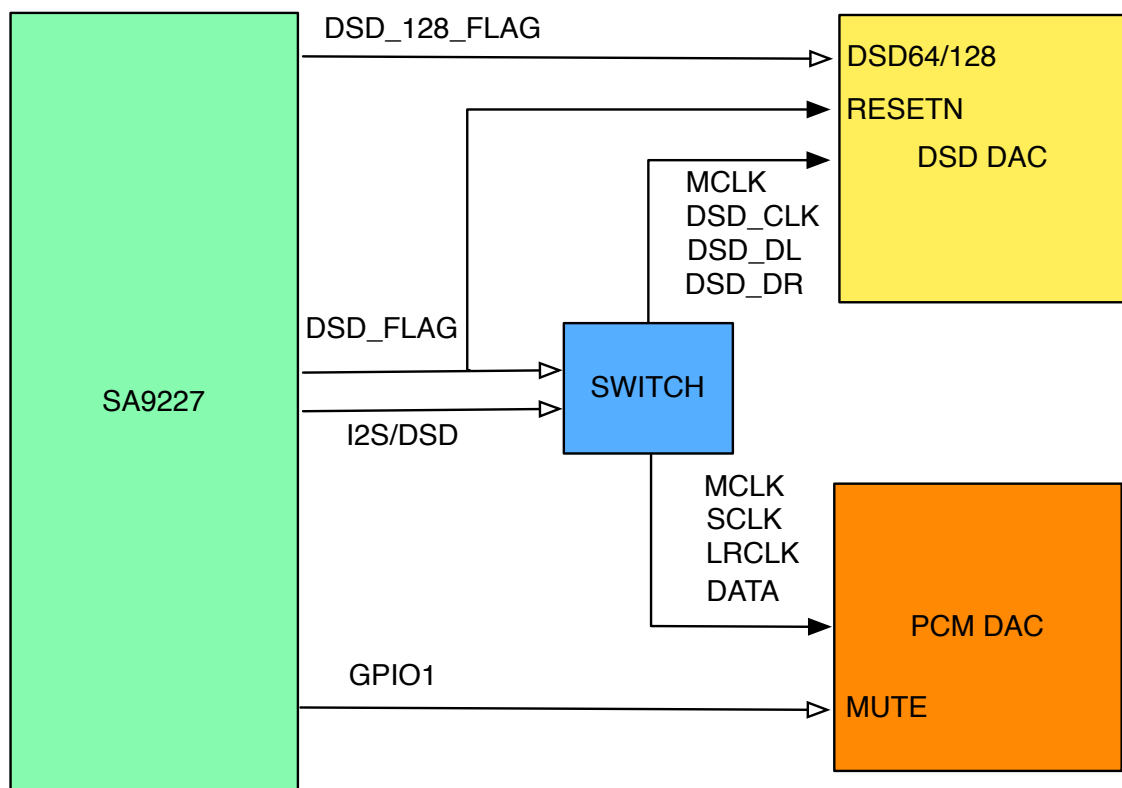 DSD_128_FLAG
DSD64/128
RESETN
DSD DAC
MCLK
DSD_CLK
DSD_DL
DSD_DR
DSD_FLAG
SA9227
SWITCH
I2S/DSD
MCLK
SCLK
LRCLK
DATA
PCM DAC
GPIO1
MUTE